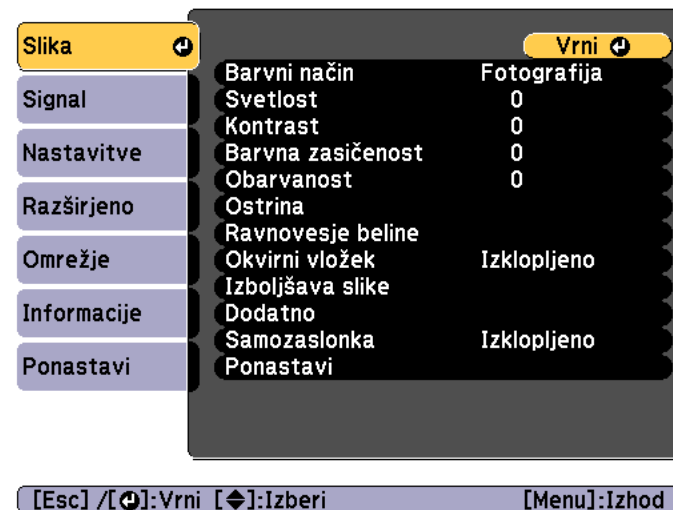 Slika
Signal
Nastavitve
Razširjeno
Omrežje
Informacije
Ponastavi
Vrni
Barvni način Fotografija
Svetlost 0
Kontrast 0
Barvna zasičenost 0
Obarvanost 0
Ostrina
Ravnovesje beline
Okvirni vložek Izklopljeno
Izboljšava slike
Dodatno
Samozaslonka Izklopljeno
Ponastavi
[Esc] /[ ]:Vrni [ ]:Izberi [Menu]:Izhod